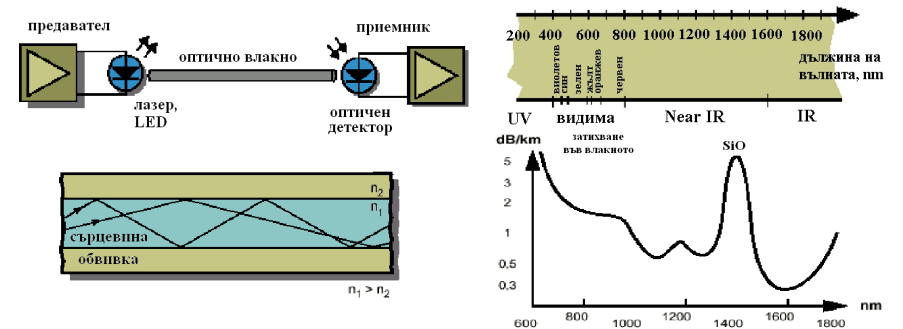 предавател
приемник
оптично влакно
лазер,
LED
оптичен
детектор
n2
n1
сърцевина
обвивка
n1 > n2
200 400 600 800 1000 1200 1400 1600 1800
дължина на
вълната, nm
виолетов
син
зелен
жълт
оранжев
червен
UV видима Near IR IR
затихване
във влакното
dB/km
SiO
5
3
2
1
0,5
0,3
nm
600 800 1000 1200 1400 1600 1800